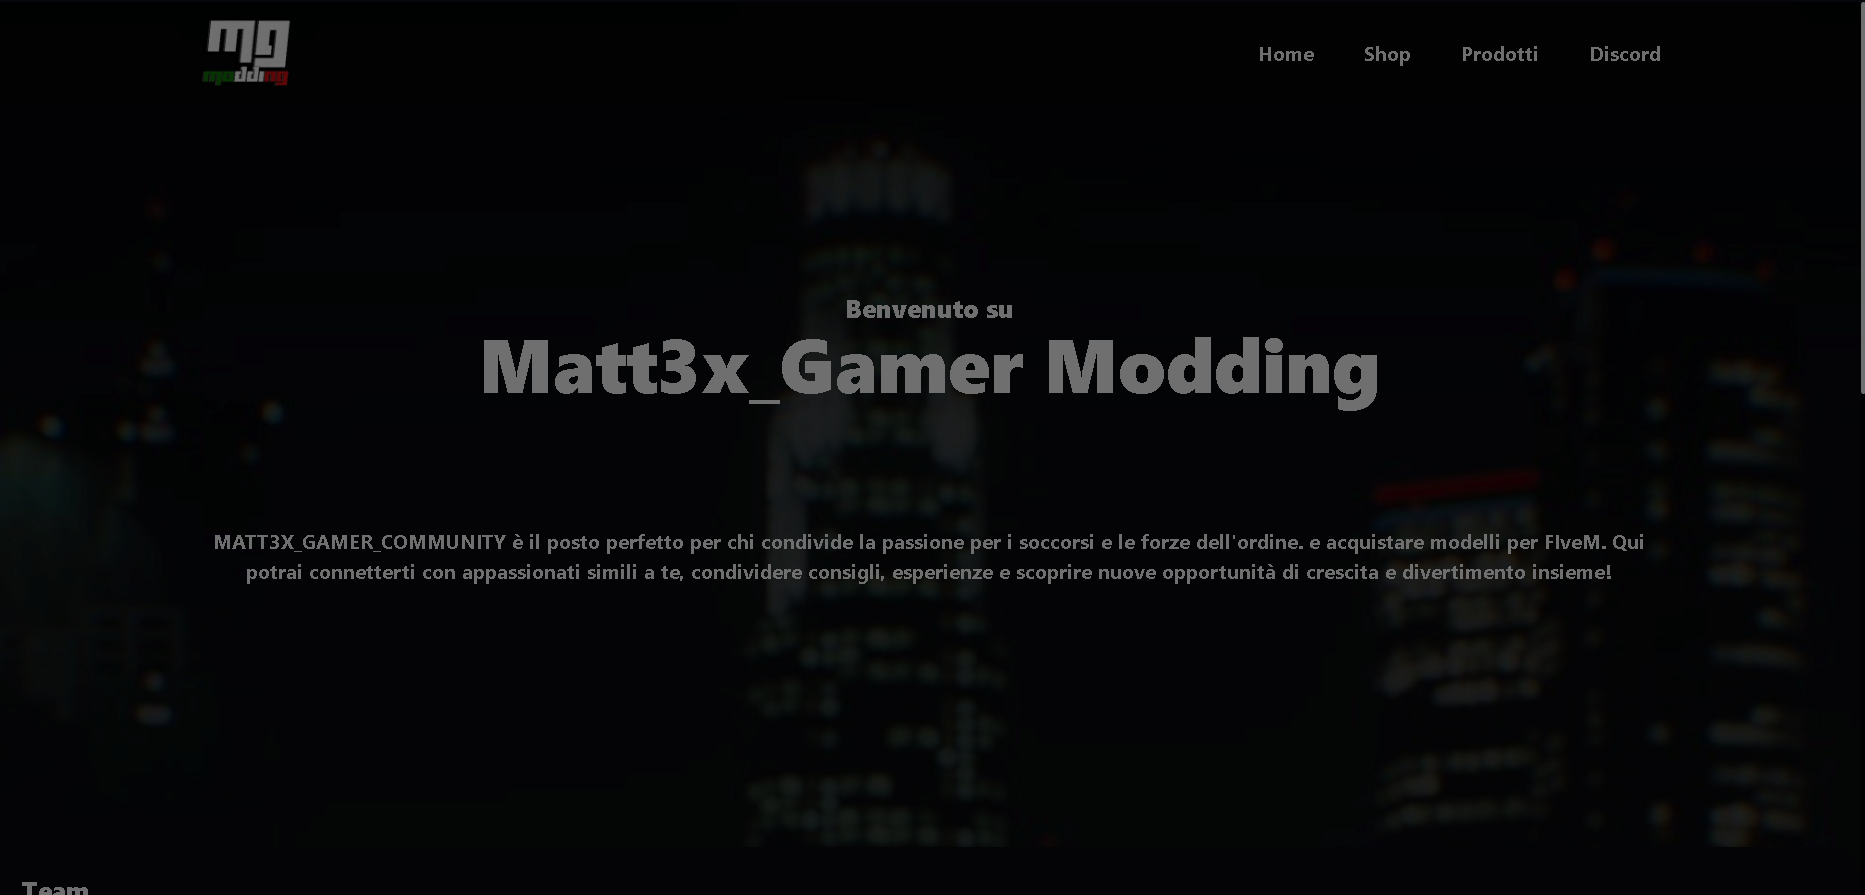 mg
modding
Home Shop Prodotti Discord
Benvenuto su
Matt3x_Gamer Modding
MATT3X_GAMER_COMMUNITY è il posto perfetto per chi condivide la passione per i soccorsi e le forze dell'ordine. e acquistare modelli per FIveM. Qui
potrai connetterti con appassionati simili a te, condividere consigli, esperienze e scoprire nuove opportunità di crescita e divertimento insieme!
Team